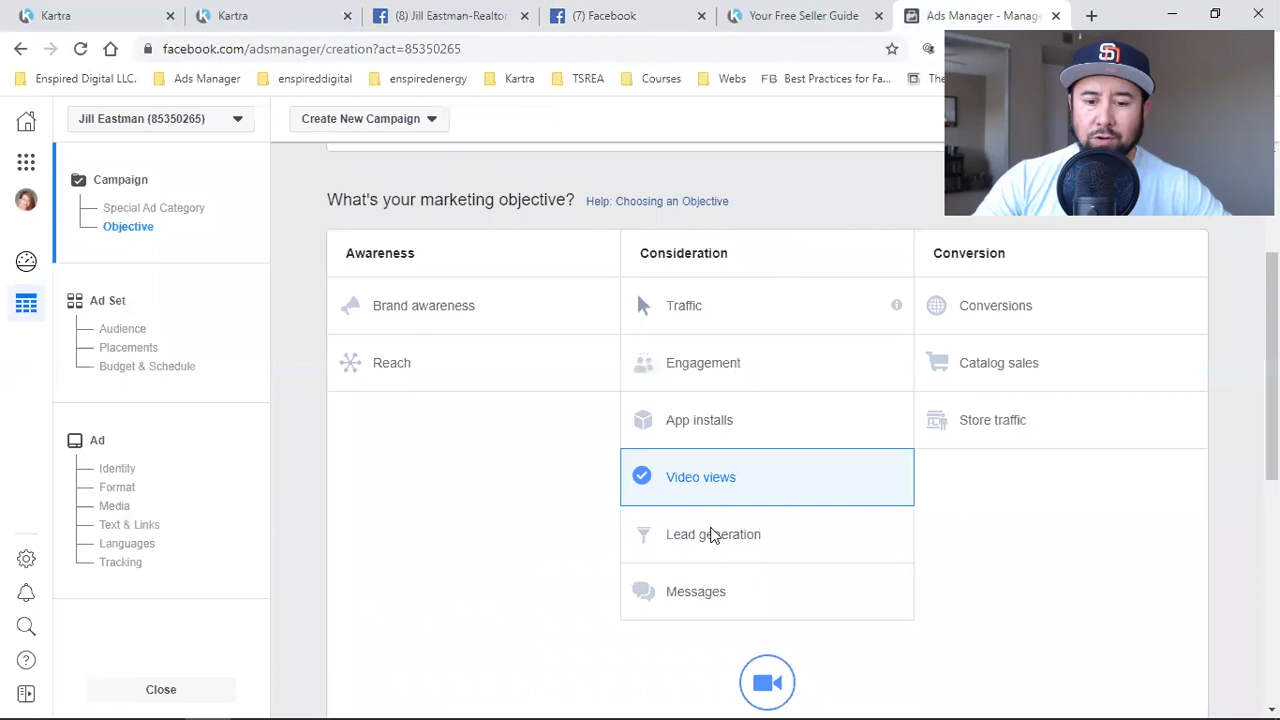 Kartra
Kartra
(8) Jill Eastman-Realtor
(7) Facebook
Your Free Seller Guide
Ads Manager - Manage
facebook.com/adsmanager/creation?act=85350265
Enspired Digital LLC.
Ads Manager
enspireddigital
emceedenergy
Kartra
TSREA
Courses
Webs
FB Best Practices for Fa...
The
Jill Eastman (85350265)
Create New Campaign
Campaign
Special Ad Category
Objective
Ad Set
Audience
Placements
Budget & Schedule
Ad
Identity
Format
Media
Text & Links
Languages
Tracking
Close
What's your marketing objective? Help: Choosing an Objective
Awareness
Consideration
Conversion
Brand awareness
Traffic
Conversions
Reach
Engagement
Catalog sales
App installs
Store traffic
Video views
Lead generation
Messages
SD